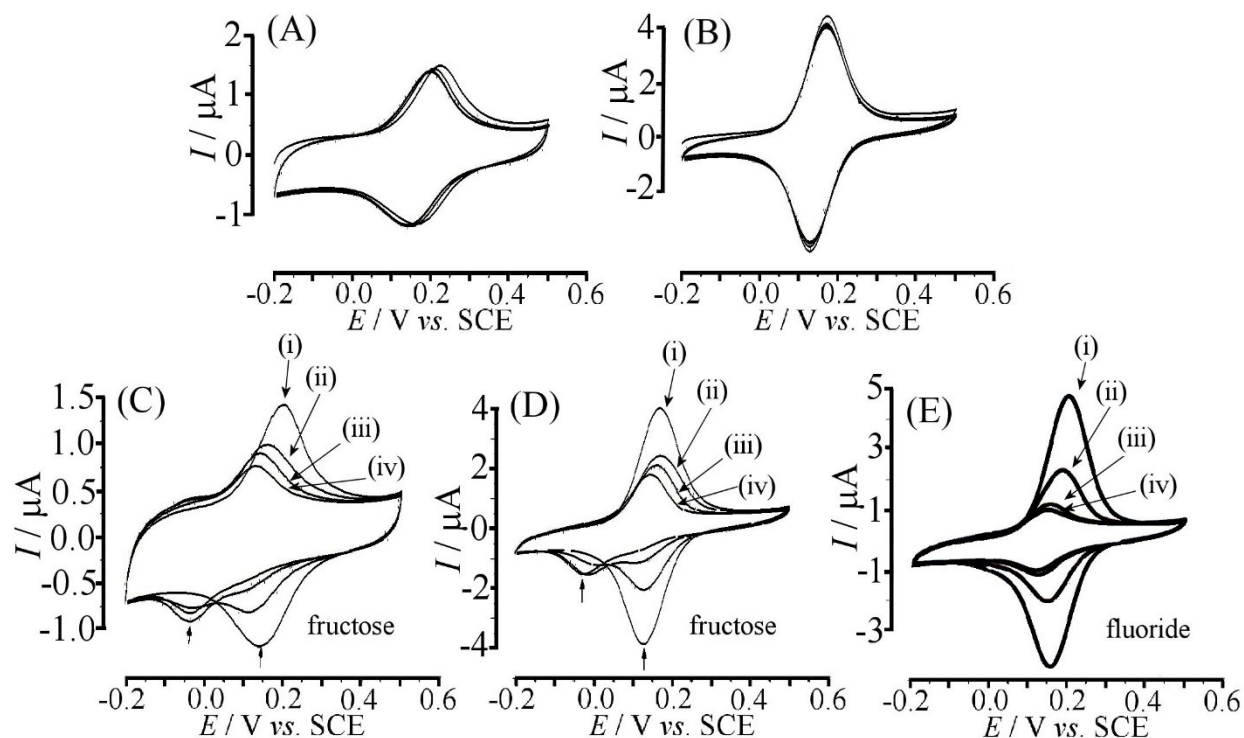 (A)
2
1
0
-1
I / µA
-0.2 0.0 0.2 0.4 0.6
E / V vs. SCE
(B)
4
2
0
-2
I / µA
-0.2 0.0 0.2 0.4 0.6
E / V vs. SCE
(C)
1.5
1.0
0.5
0.0
-0.5
-1.0
I / µA
(i)
(ii)
(iii)
(iv)
fructose
-0.2 0.0 0.2 0.4 0.6
E / V vs. SCE
(D)
4
2
0
-2
-4
I / µA
(i)
(ii)
(iii)
(iv)
fructose
-0.2 0.0 0.2 0.4 0.6
E / V vs. SCE
(E)
5
3
1
-1
-3
I / µA
(i)
(ii)
(iii)
(iv)
fluoride
-0.2 0.0 0.2 0.4 0.6
E / V vs. SCE